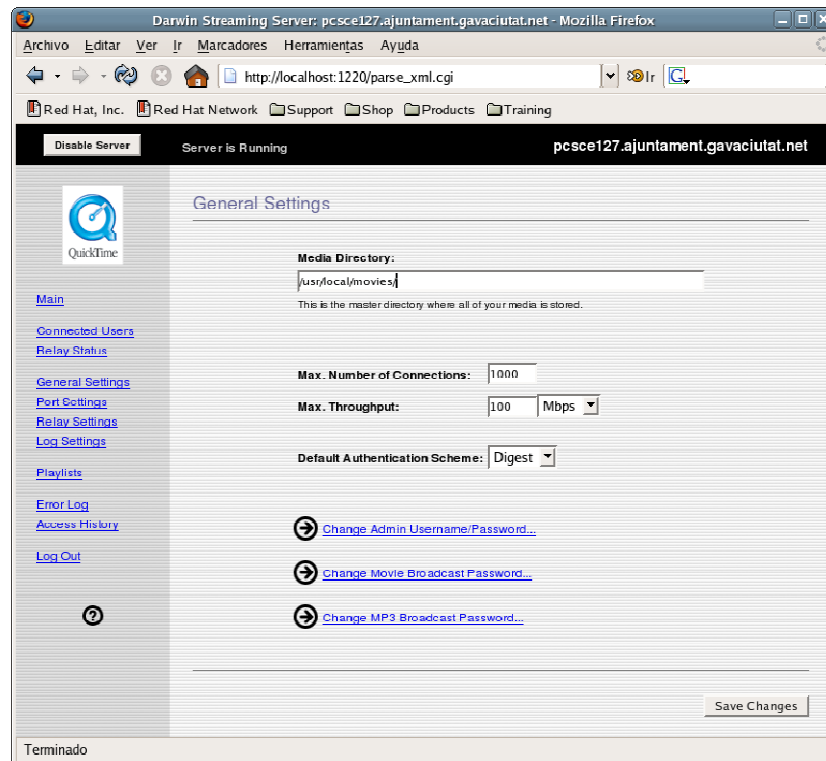 Darwin Streaming Server: pcsce127.ajuntament.gavaciutat.net - Mozilla Firefox
Archivo Editar Ver Ir Marcadores Herramientas Ayuda
http://localhost:1220/parse_xml.cgi Ir G
Red Hat, Inc. Red Hat Network Support Shop Products Training
Disable Server Server is Running pcsce127.ajuntament.gavaciutat.net
QuickTime
Main
Connected Users
Relay Status
General Settings
Port Settings
Relay Settings
Log Settings
Playlists
Error Log
Access History
Log Out
?
General Settings
Media Directory:
/usr/local/movies/
This is the master directory where all of your media is stored.
Max. Number of Connections: 1000
Max. Throughput: 100 Mbps
Default Authentication Scheme: Digest
Change Admin Username/Password...
Change Movie Broadcast Password...
Change MP3 Broadcast Password...
Save Changes
Terminado